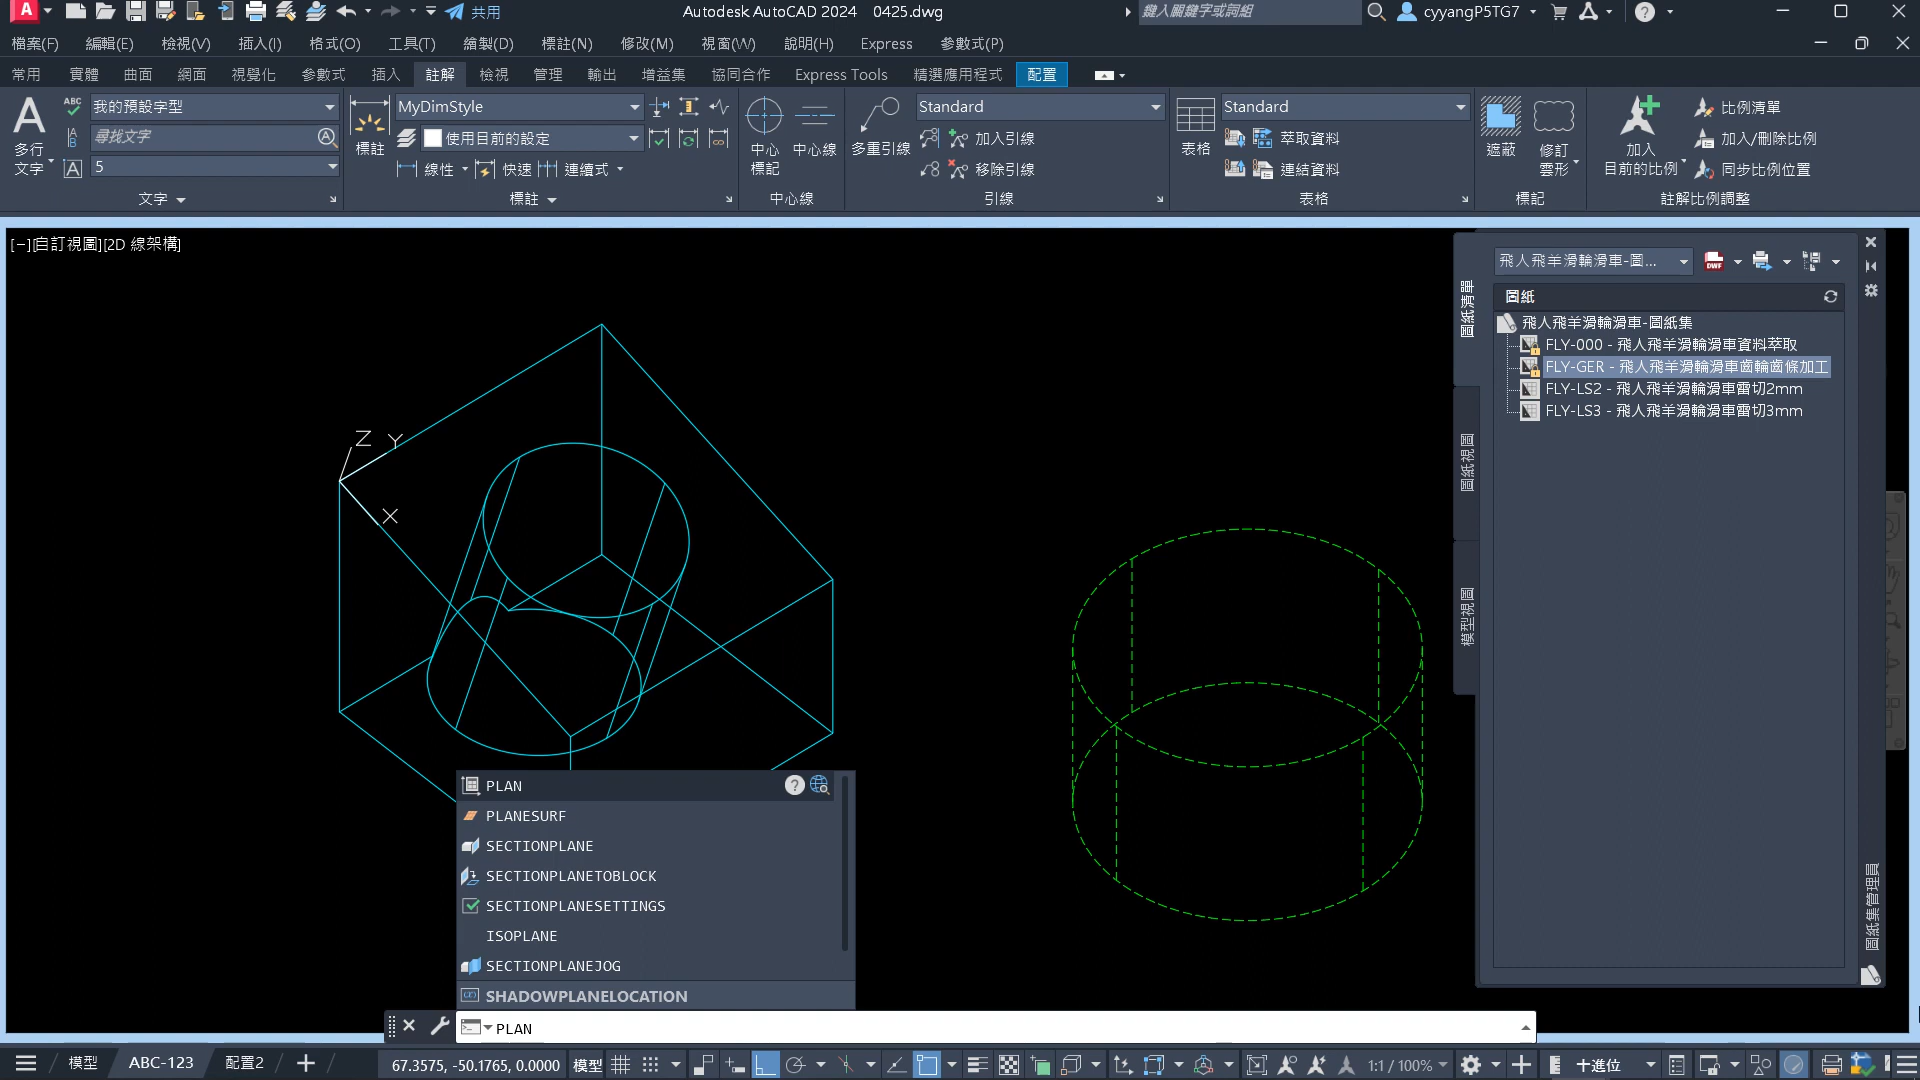 共用
Autodesk AutoCAD 2024 0425.dwg
鍵入關鍵字或詞組
cyyangP5TG7
檔案(F) 編輯(E) 檢視(V) 插入(I) 格式(O) 工具(T) 繪製(D) 標註(N) 修改(M) 視窗(W) 說明(H) Express 參數式(P)
常用 實體 曲面 網面 視覺化 參數式 插入 註解 檢視 管理 輸出 增益集 協同合作 Express Tools 精選應用程式 配置
多行
文字
ABC
我的預設字型
尋找文字
5
文字
標註
MyDimStyle
使用目前的設定
線性 快速 連續式
標註
中心
標記
中心線
中心線
多重引線
Standard
加入引線
移除引線
引線
表格
Standard
萃取資料
連結資料
表格
遮蔽
修訂
雲形
標記
加入
目前的比例
比例清單
加入/刪除比例
同步比例位置
註解比例調整
[−][自訂視圖][2D 線架構]
Z
Y
X
圖紙清單
圖紙視圖
模型視圖
飛人飛羊滑輪滑車-圖...
DWF
圖紙
飛人飛羊滑輪滑車-圖紙集
FLY-000 - 飛人飛羊滑輪滑車資料萃取
FLY-GER - 飛人飛羊滑輪滑車齒輪齒條加工
FLY-LS2 - 飛人飛羊滑輪滑車雷切2mm
FLY-LS3 - 飛人飛羊滑輪滑車雷切3mm
圖紙集管理員
PLAN
PLANESURF
SECTIONPLANE
SECTIONPLANETOBLOCK
SECTIONPLANESETTINGS
ISOPLANE
SECTIONPLANEJOG
SHADOWPLANELOCATION
PLAN
模型 ABC-123 配置2
67.3575, -50.1765, 0.0000
模型
1:1 / 100%
十進位